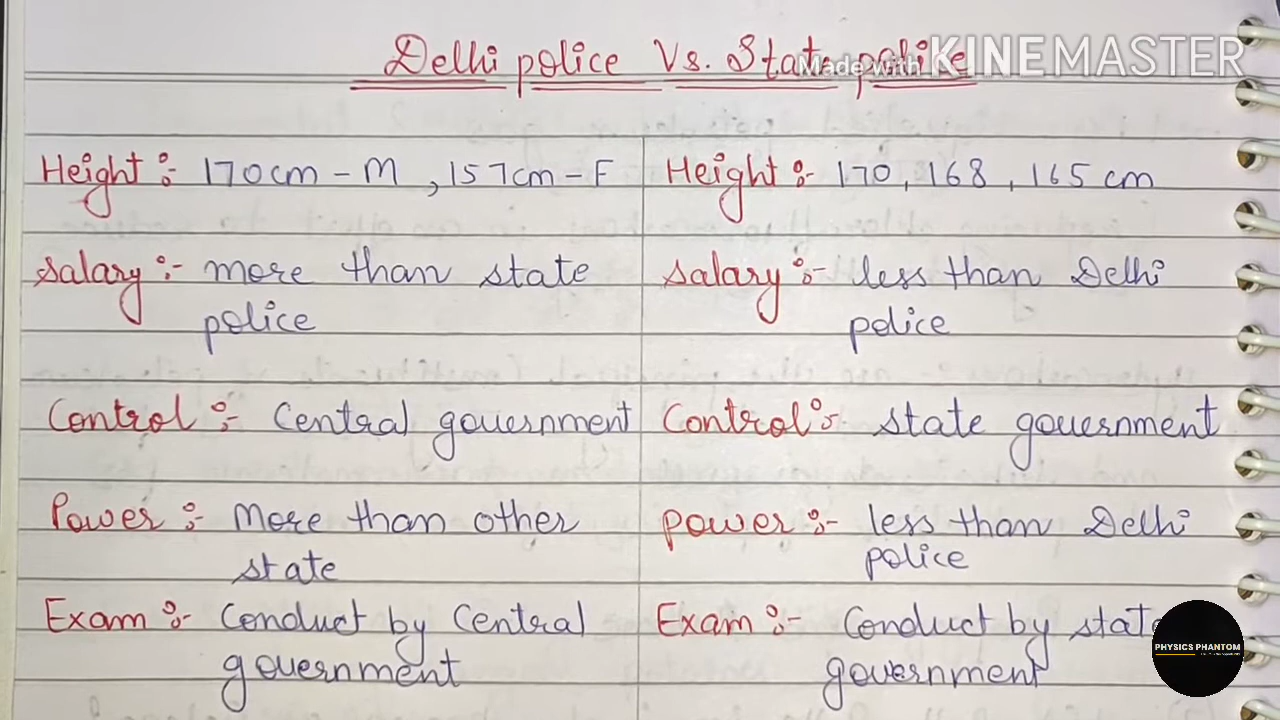 Delhi police Vs. State police
Made with KINEMASTER
Height :- 170cm - M , 157cm - F
Height :- 170 , 168 , 165 cm
Salary :- more than state
police
Salary :- less than Delhi
police
Control :- Central government
Control :- state government
Power :- More than other
state
power :- less than Delhi
police
Exam :- Conduct by Central
government
Exam :- Conduct by state
government
PHYSICS PHANTOM